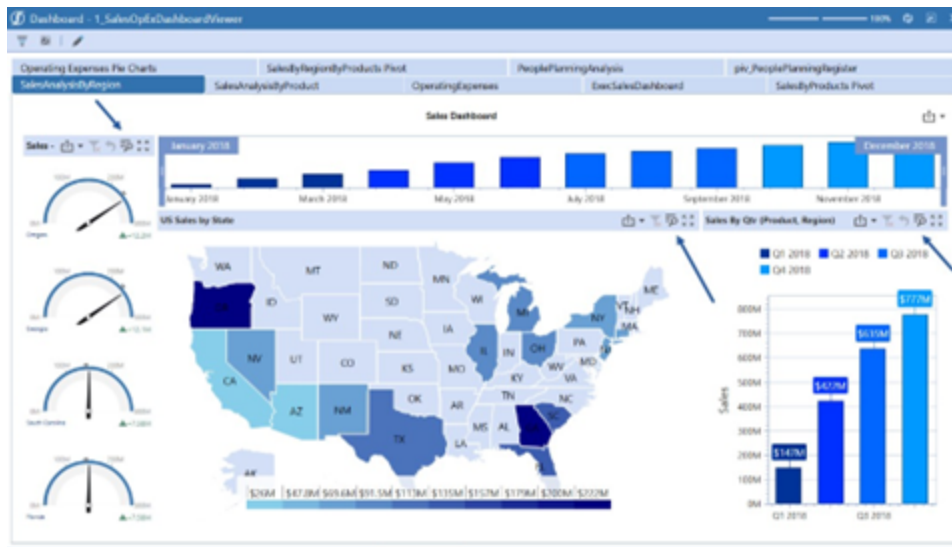 Dashboard - 1_SalesOpExDashboardViewer
100%
Operating Expenses Pie Charts
SalesByRegionByProducts Pivot
PeoplePlanningAnalysis
piv_PeoplePlanningRegister
SalesAnalysisByRegion
SalesAnalysisByProduct
OperatingExpenses
ExecSalesDashboard
SalesByProducts Pivot
Sales Dashboard
Sales -
January 2018
December 2018
January 2018
March 2018
May 2018
July 2018
September 2018
November 2018
Oregon
Georgia
South Carolina
Florida
US Sales by State
WA
MT
ND
MN
ME
ID
SD
WI
MI
VT
NH
WY
NY
MA
NE
IA
PA
NV
UT
CO
IL
IN
OH
MD
CA
KS
MO
WV
VA
KY
AZ
NM
OK
AR
TN
NC
MS
AL
SC
TX
LA
FL
AK
$26M $47.8M $69.6M $91.5M $113M $135M $157M $179M $200M $222M
Sales By Qtr (Product, Region)
Q1 2018 Q2 2018 Q3 2018
Q4 2018
800M
700M
600M
500M
400M
300M
200M
100M
Sales
$147M
$635M
$777M
Q1 2018
Q3 2018